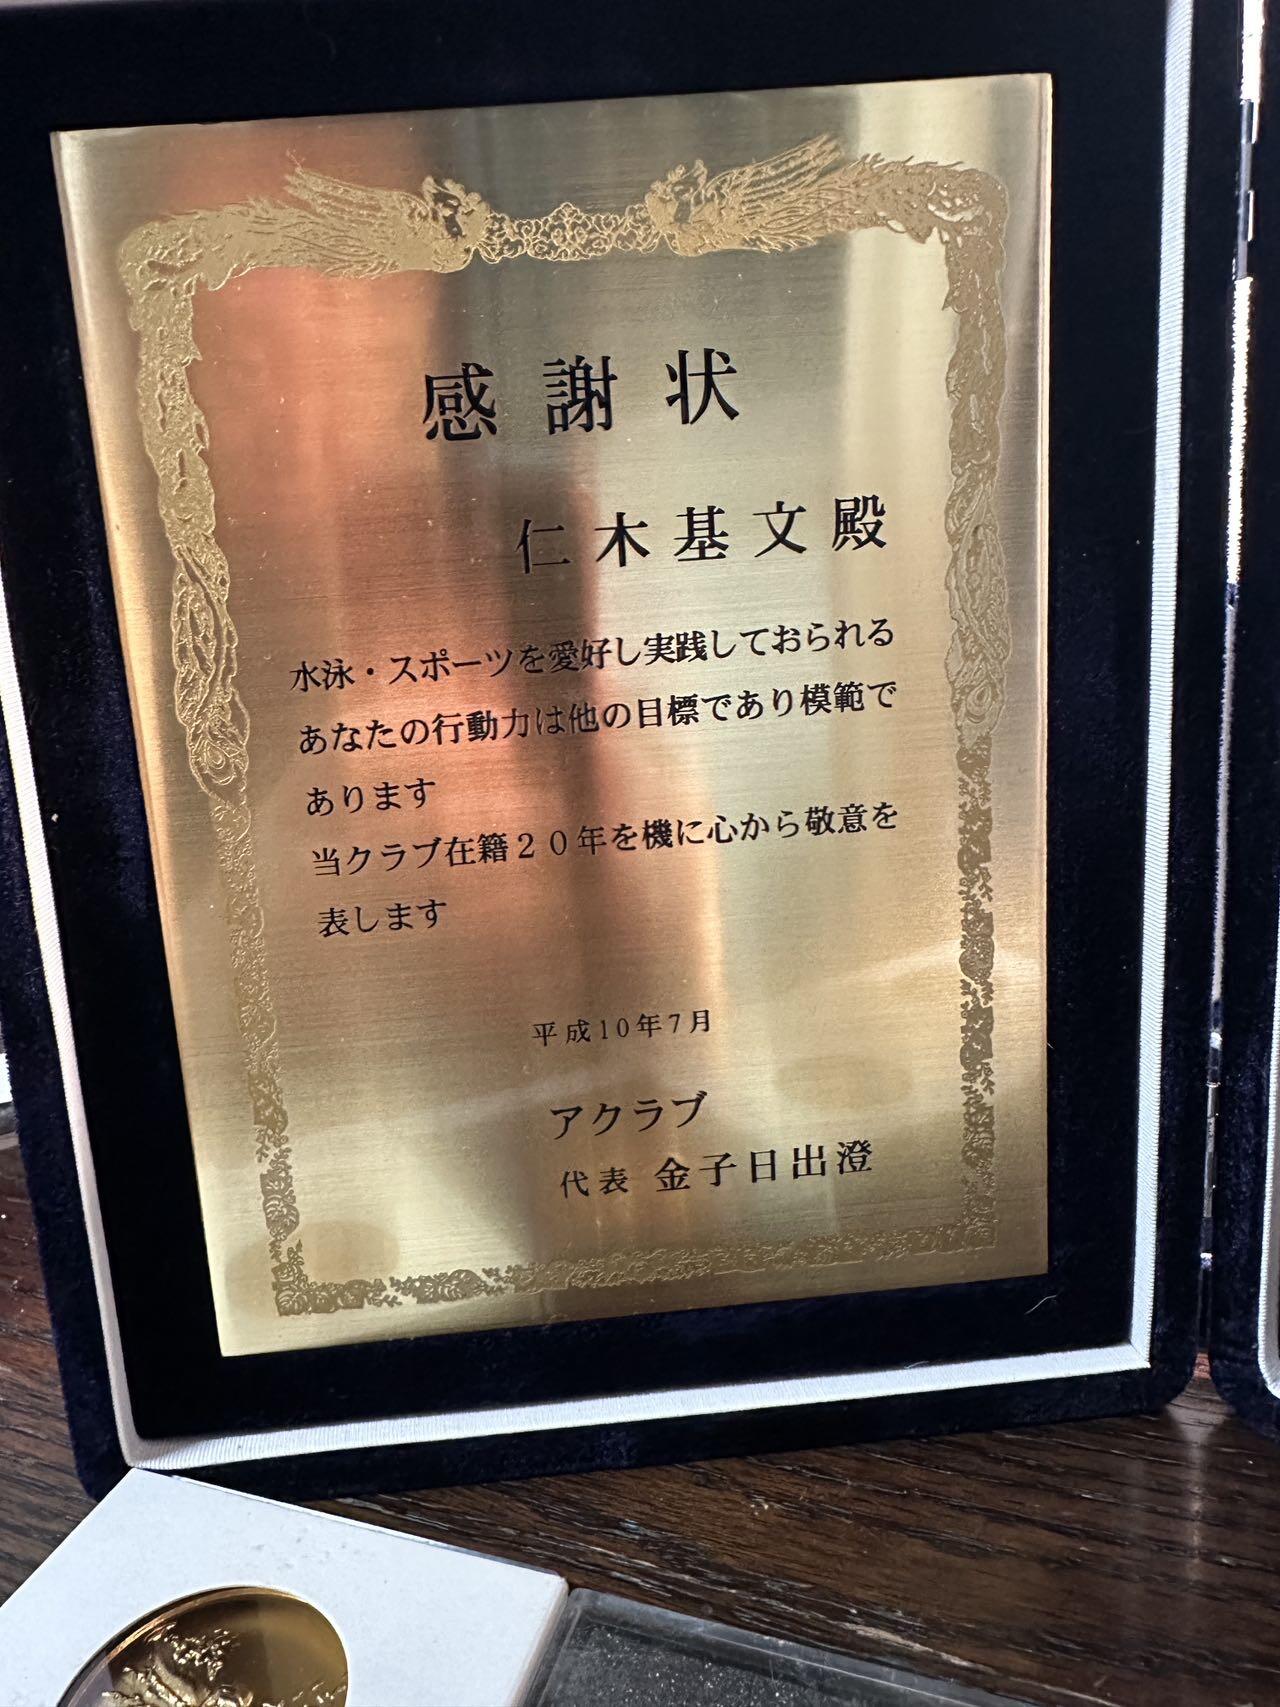 感謝状
仁木基文殿
水泳・スポーツを愛好し実践しておられる
あなたの行動力は他の目標であり模範で
あります
当クラブ在籍２０年を機に心から敬意を
表します
平成10年7月
アクラブ
代表 金子日出澄